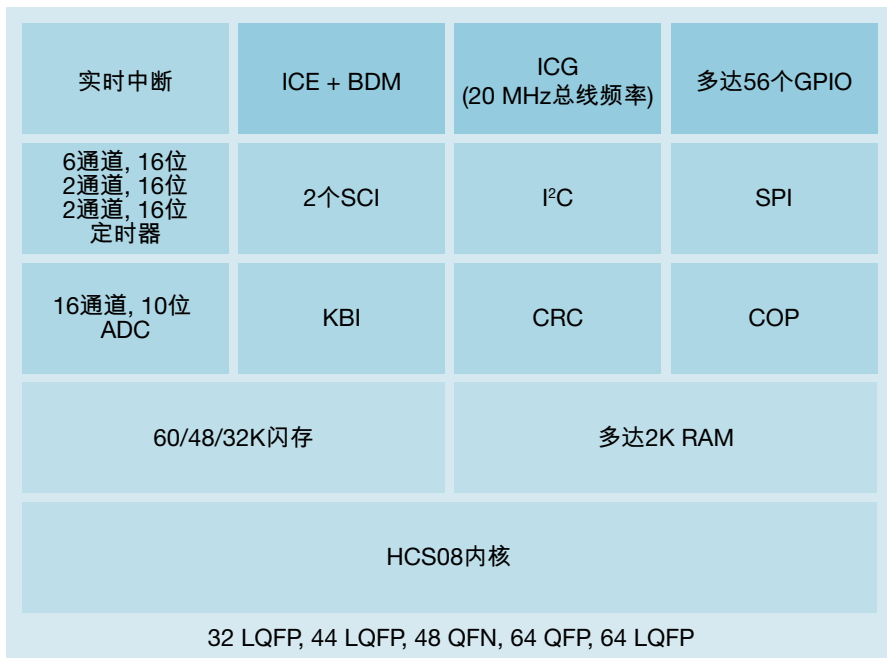 实时中断
ICE + BDM
ICG
(20 MHz总线频率)
多达56个GPIO
6通道, 16位
2通道, 16位
2通道, 16位
定时器
2个SCI
I²C
SPI
16通道, 10位
ADC
KBI
CRC
COP
60/48/32K闪存
多达2K RAM
HCS08内核
32 LQFP, 44 LQFP, 48 QFN, 64 QFP, 64 LQFP